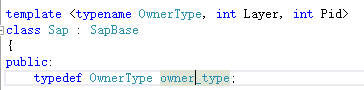 template <typename OwnerType, int Layer, int Pid>
class Sap : SapBase
{
public:
    typedef OwnerType owner_type;